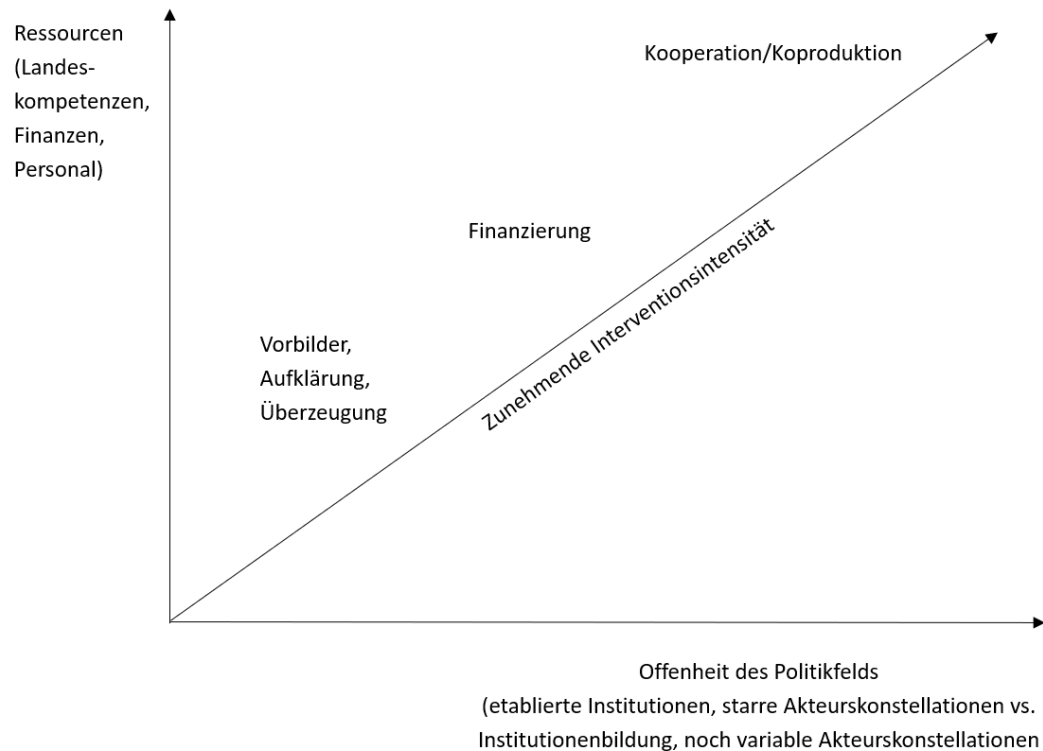 Ressourcen
(Landes-
kompetenzen,
Finanzen,
Personal)
Kooperation/Koproduktion
Finanzierung
Zunehmende Interventionsintensität
Vorbilder,
Aufklärung,
Überzeugung
Offenheit des Politikfelds
(etablierte Institutionen, starre Akteurskonstellationen vs.
Institutionenbildung, noch variable Akteurskonstellationen